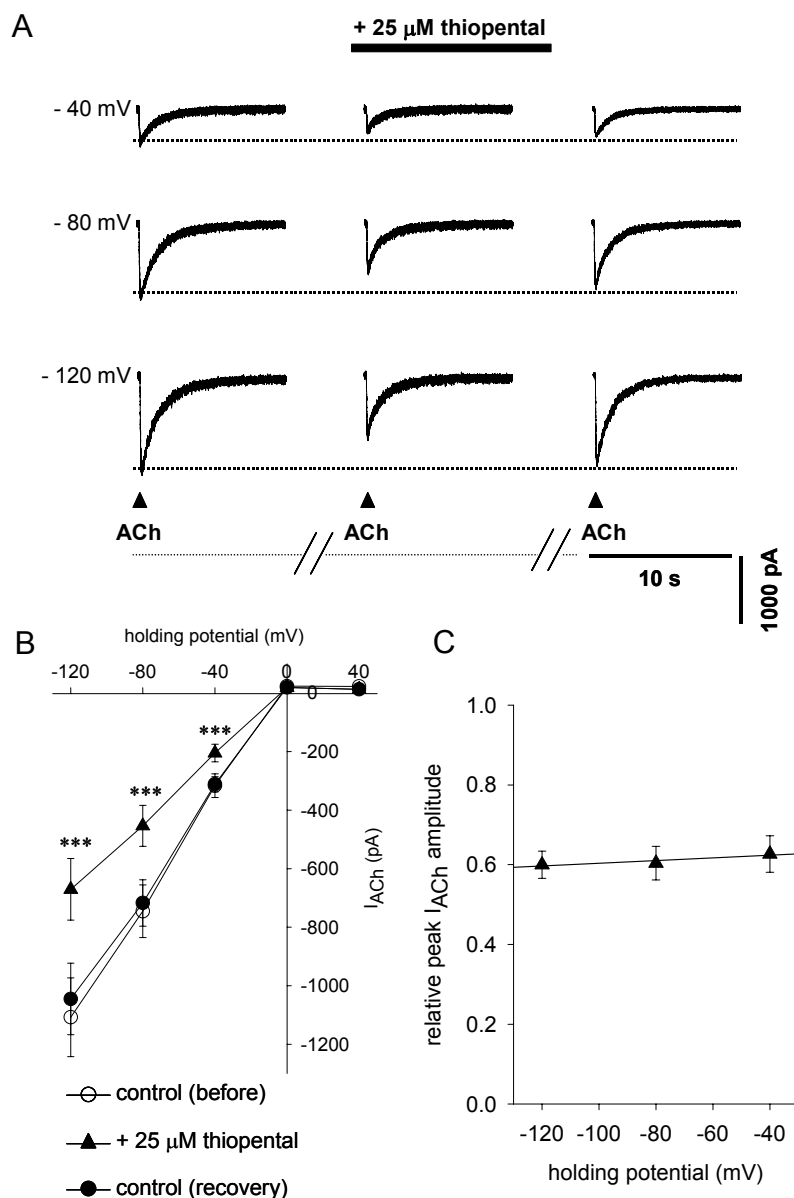 A
+ 25 μM thiopental
- 40 mV
- 80 mV
- 120 mV
ACh ACh ACh
10 s
1000 pA
B
holding potential (mV)
-120 -80 -40 0 40
0
-200
-400
-600
-800
-1000
-1200
I ACh (pA)
***
***
***
control (before)
+ 25 μM thiopental
control (recovery)
C
relative peak I ACh amplitude
1.0
0.8
0.6
0.4
0.2
0.0
-120 -100 -80 -60 -40
holding potential (mV)